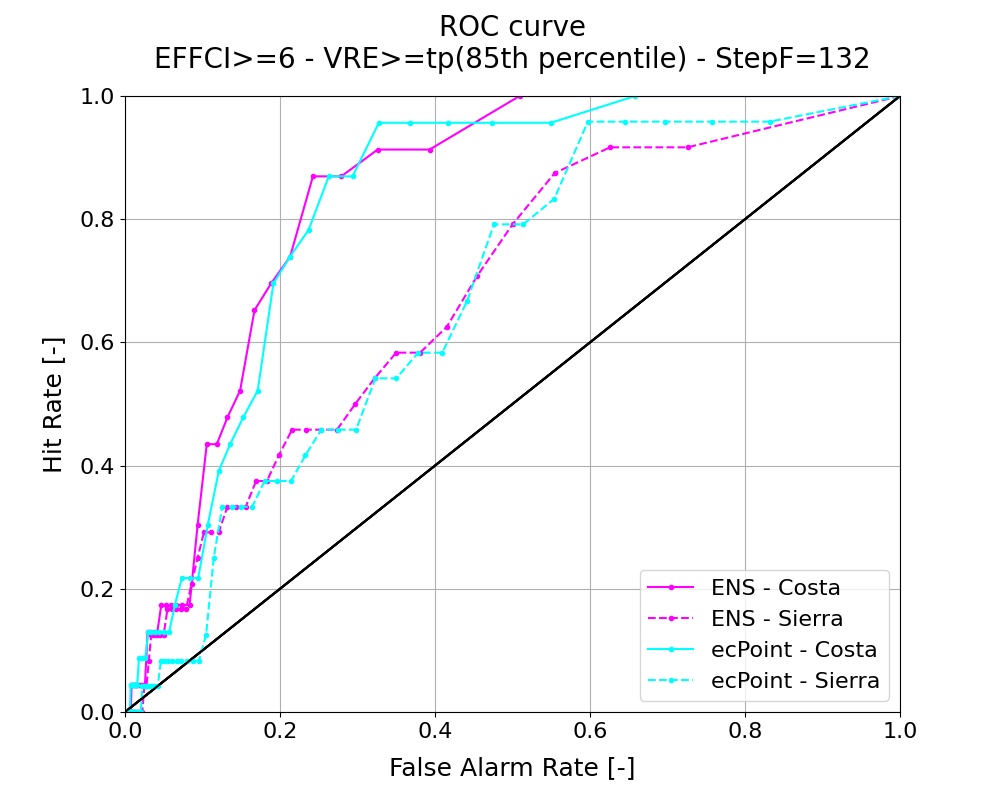 ROC curve
EFFCI>=6 - VRE>=tp(85th percentile) - StepF=132
1.0
0.8
0.6
0.4
0.2
0.0
Hit Rate [-]
0.0 0.2 0.4 0.6 0.8 1.0
False Alarm Rate [-]
ENS - Costa
ENS - Sierra
ecPoint - Costa
ecPoint - Sierra